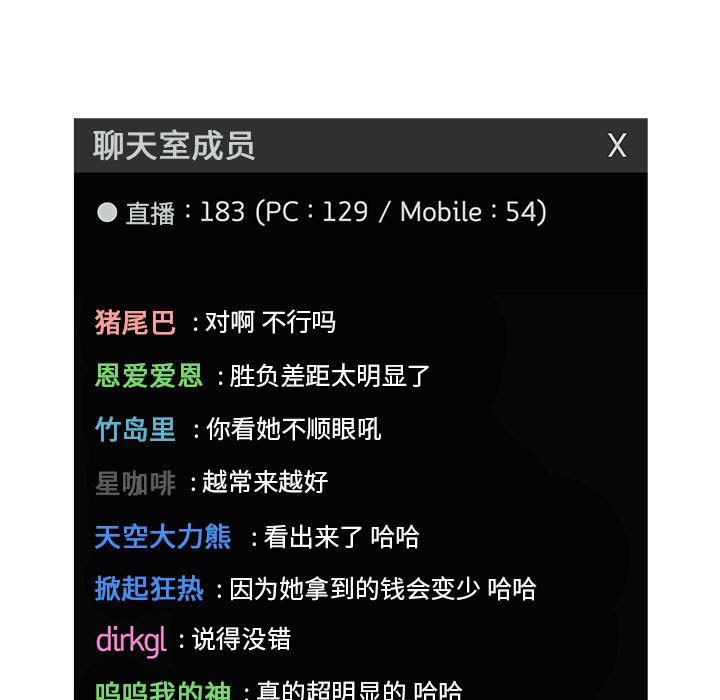 聊天室成员 X
● 直播 : 183 (PC : 129 / Mobile : 54)
猪尾巴 : 对啊 不行吗
恩爱爱恩 : 胜负差距太明显了
竹岛里 : 你看她不顺眼吼
星咖啡 : 越常来越好
天空大力熊 : 看出来了 哈哈
掀起狂热 : 因为她拿到的钱会变少 哈哈
dirkgl : 说得没错
呜呜我的神 : 真的超明显的 哈哈